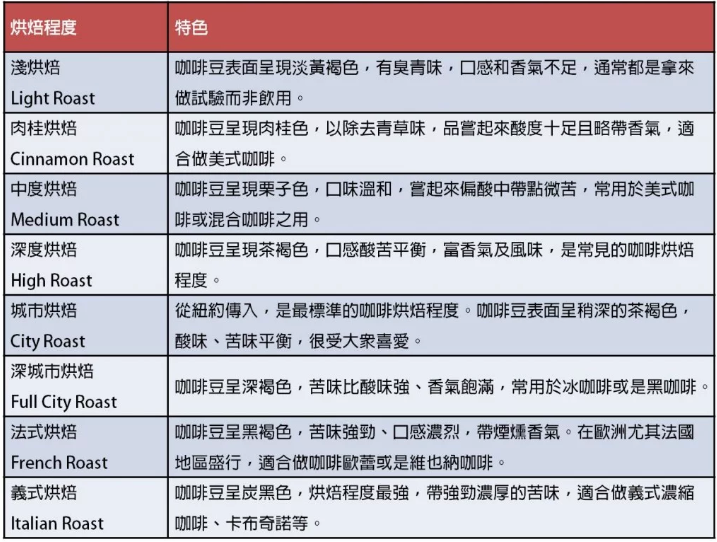 烘焙程度
特色
淺烘焙
Light Roast
咖啡豆表面呈現淡黃褐色，有臭青味，口感和香氣不足，通常都是拿來
做試驗而非飲用。
肉桂烘焙
Cinnamon Roast
咖啡豆呈現肉桂色，以除去青草味，品嘗起來酸度十足且略帶香氣，適
合做美式咖啡。
中度烘焙
Medium Roast
咖啡豆呈現栗子色，口味溫和，嘗起來偏酸中帶點微苦，常用於美式咖
啡或混合咖啡之用。
深度烘焙
High Roast
咖啡豆呈現茶褐色，口感酸苦平衡，富香氣及風味，是常見的咖啡烘焙
程度。
城市烘焙
City Roast
從紐約傳入，是最標準的咖啡烘焙程度。咖啡豆表面呈稍深的茶褐色，
酸味、苦味平衡，很受大眾喜愛。
深城市烘焙
Full City Roast
咖啡豆呈深褐色，苦味比酸味強、香氣飽滿，常用於冰咖啡或是黑咖啡。
法式烘焙
French Roast
咖啡豆呈黑褐色，苦味強勁、口感濃烈，帶煙燻香氣。在歐洲尤其法國
地區盛行，適合做咖啡歐蕾或是維也納咖啡。
義式烘焙
Italian Roast
咖啡豆呈炭黑色，烘焙程度最強，帶強勁濃厚的苦味，適合做義式濃縮
咖啡、卡布奇諾等。